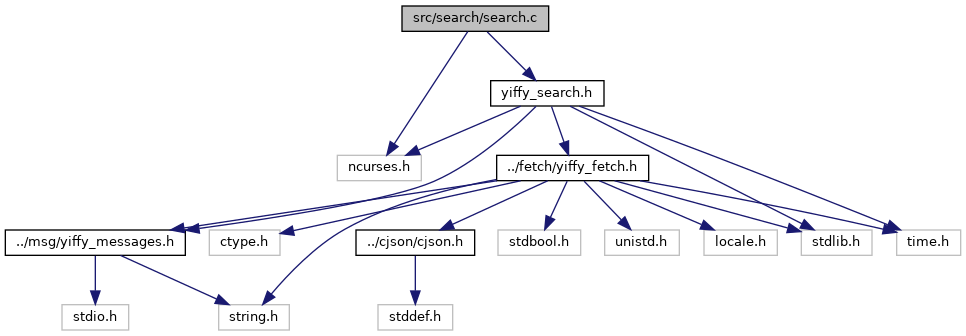 src/search/search.c
yiffy_search.h
ncurses.h
../fetch/yiffy_fetch.h
../msg/yiffy_messages.h
ctype.h
../cjson/cjson.h
stdbool.h
unistd.h
locale.h
stdlib.h
time.h
stdio.h
string.h
stddef.h